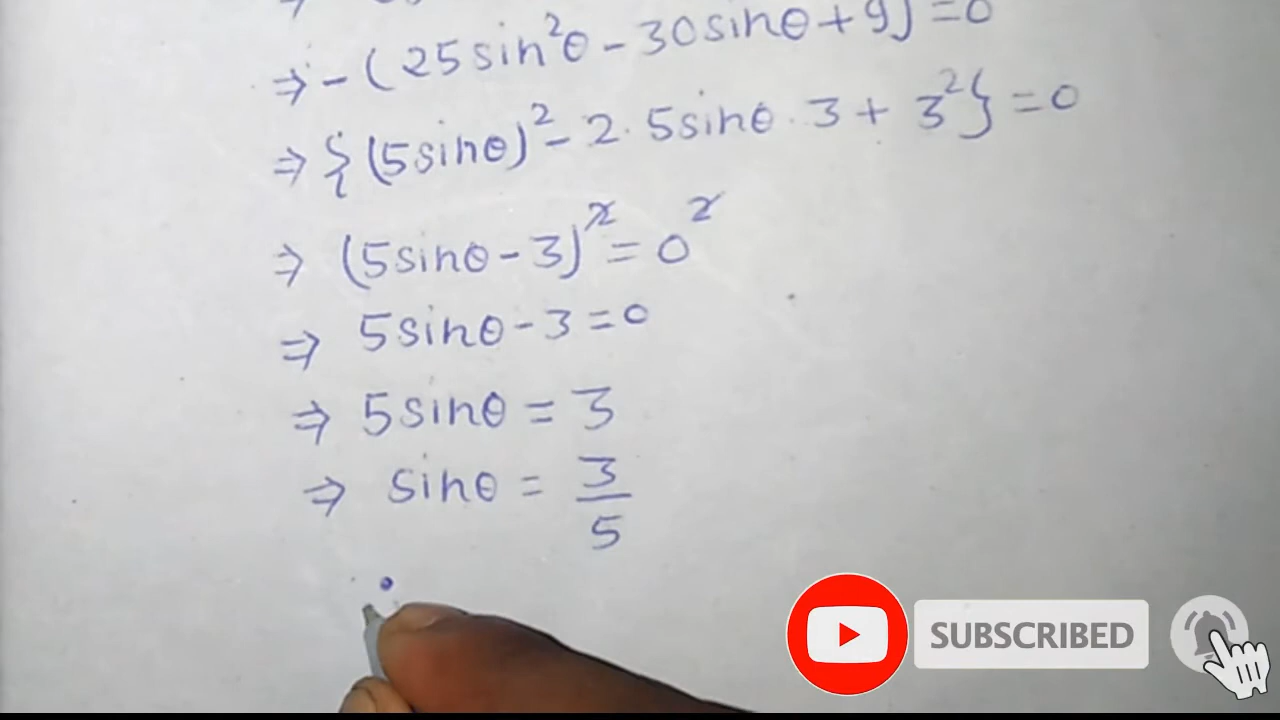 ⇒ -(25sin²θ - 30sinθ + 9) = 0
⇒ {(5sinθ)² - 2 · 5sinθ · 3 + 3²} = 0
⇒ (5sinθ - 3)² = 0²
⇒ 5sinθ - 3 = 0
⇒ 5sinθ = 3
⇒ sinθ = 3/5
SUBSCRIBED